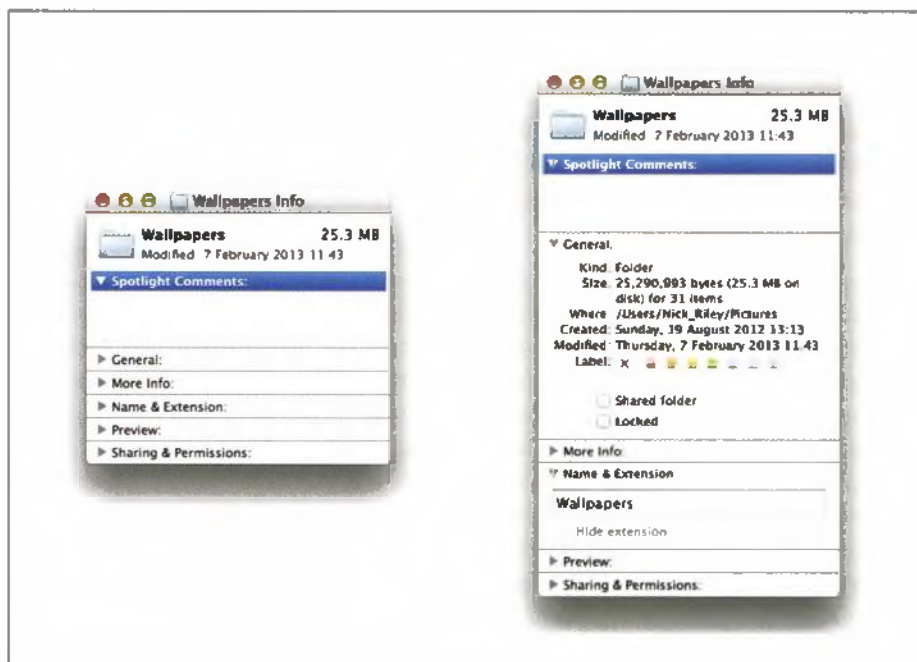 Wallpapers Info
Wallpapers 25.3 MB
Modified 7 February 2013 11 43
Spotlight Comments:
General:
More Info:
Name & Extension:
Preview:
Sharing & Permissions:
Wallpapers Info
Wallpapers 25.3 MB
Modified 7 February 2013 11:43
Spotlight Comments:
General:
Kind: Folder
Size: 25,290,993 bytes (25.3 MB on
disk) for 31 items
Where /Users/Nick_Riley/Pictures
Created: Sunday, 19 August 2012 13:13
Modified: Thursday, 7 February 2013 11.43
Label: x
Shared folder
Locked
More Info:
Name & Extension
Wallpapers
Hide extension
Preview:
Sharing & Permissions: